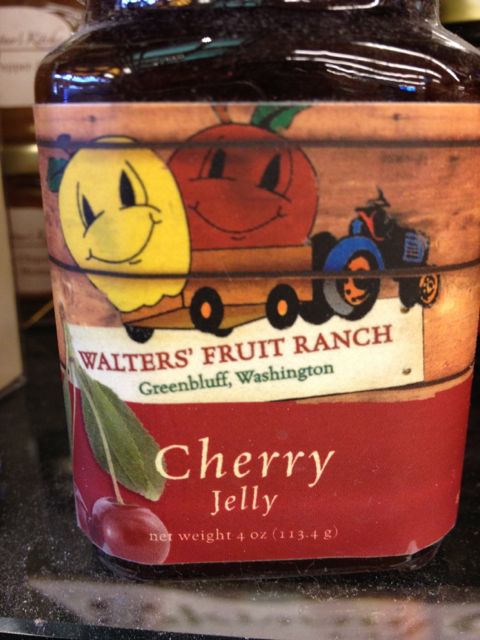 WALTERS' FRUIT RANCH
Greenbluff, Washington
Cherry
Jelly
net weight 4 oz (113.4 g)